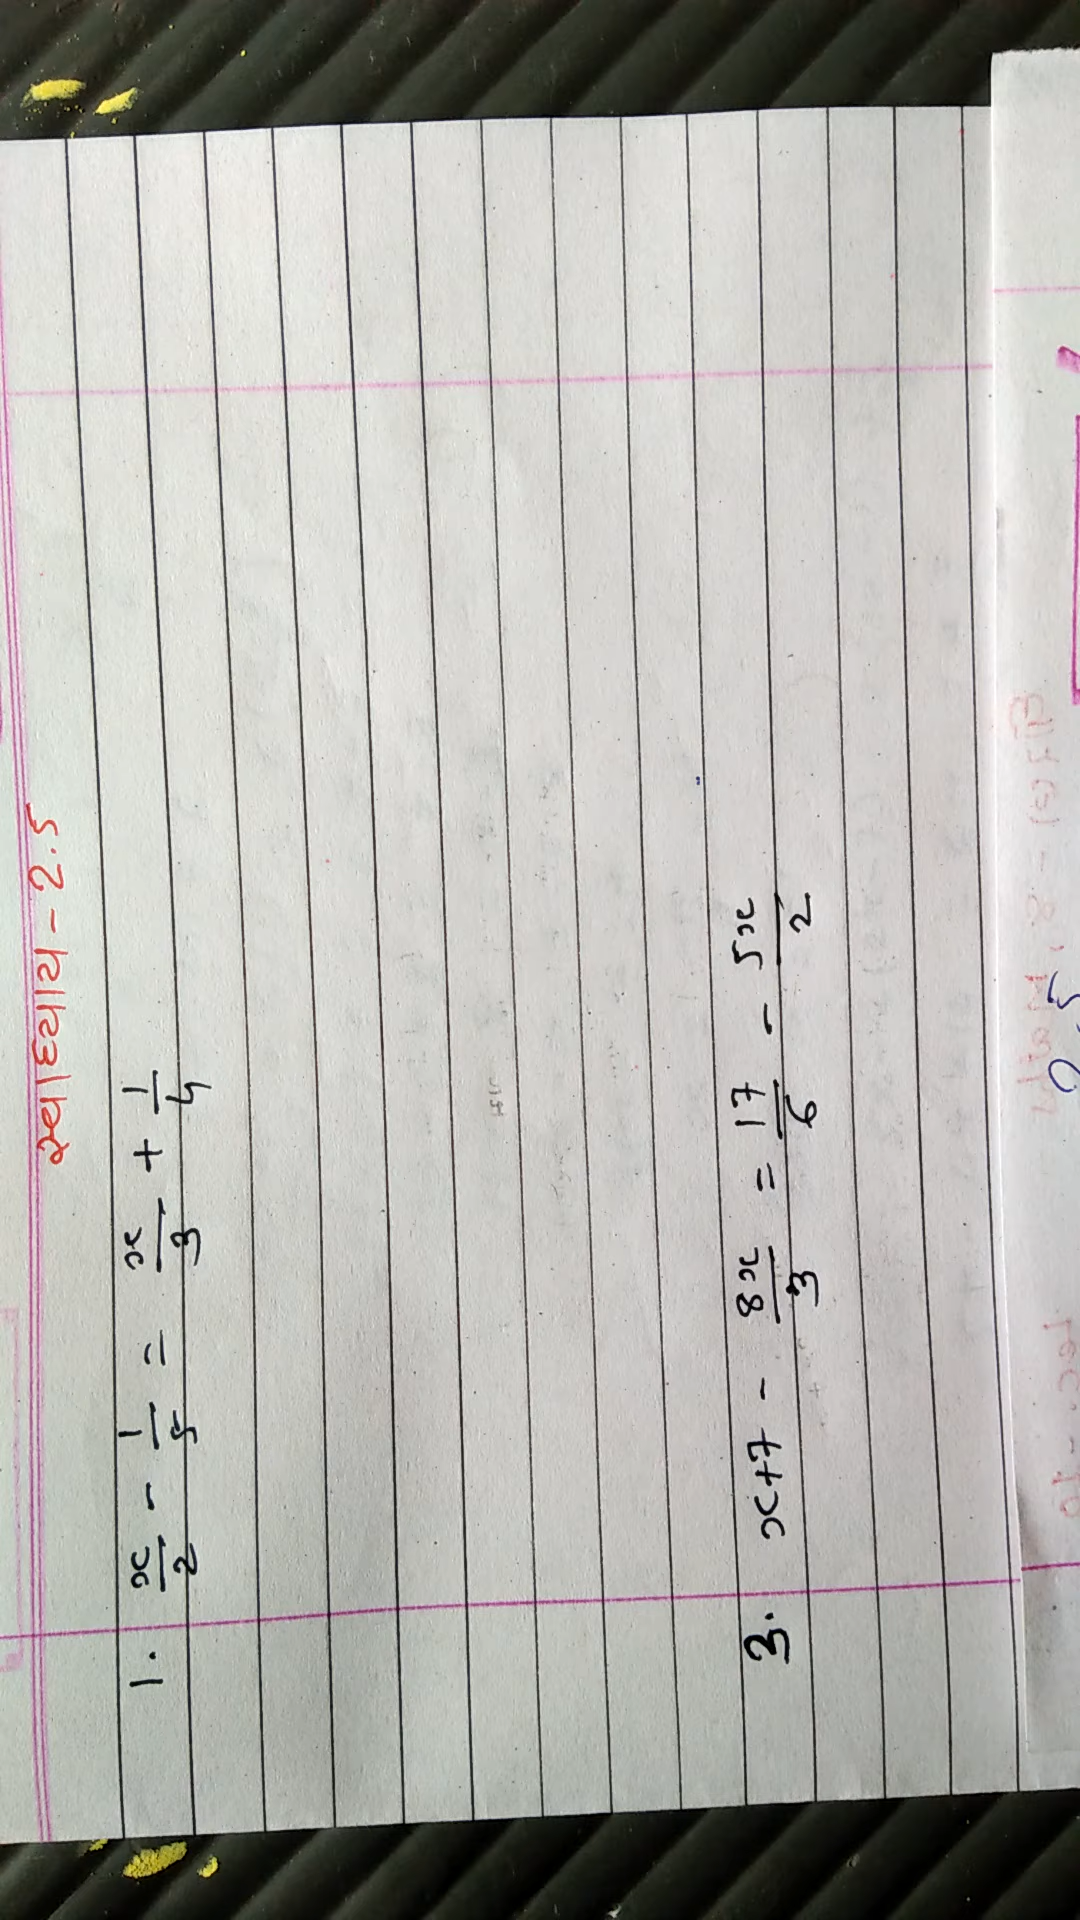 સ્વાધ્યાય - 2.5
1. x/2 - 1/5 = x/3 + 1/4
3. x+7 - 8x/3 = 17/6 - 5x/2